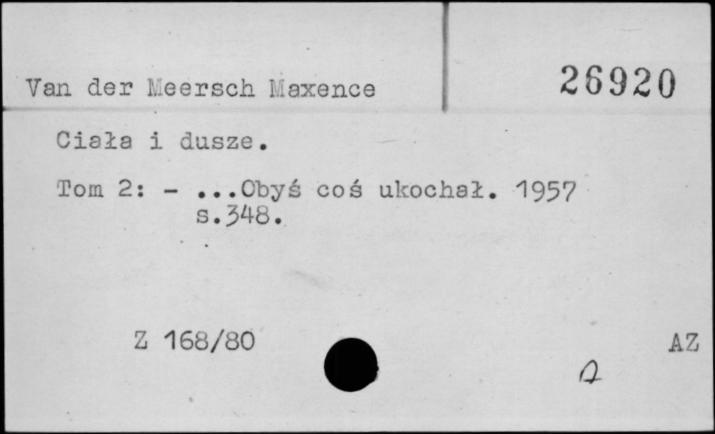 Van der Meersch Maxence
26920
Ciała i dusze.
Tom 2: - ...Obyś coś ukochał. 1957
s.348.
Z 168/80
AZ